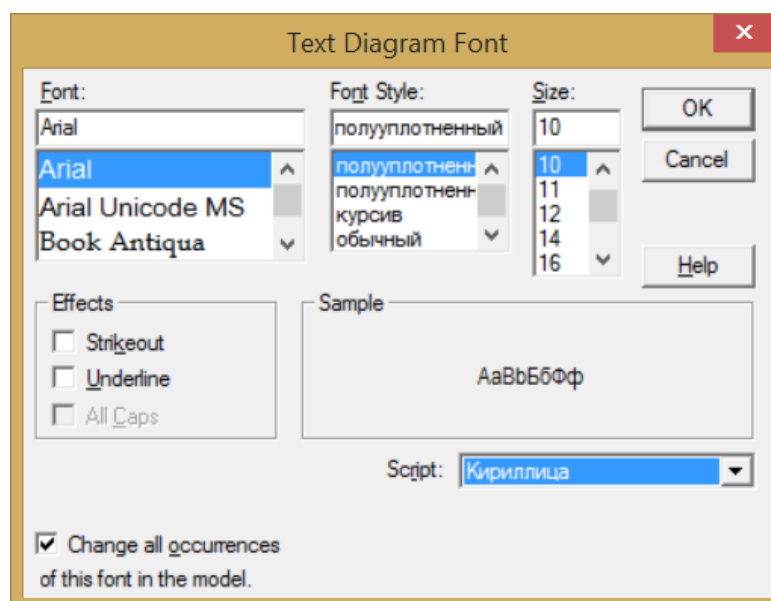 Text Diagram Font
Font:
Arial
Arial
Arial Unicode MS
Book Antiqua
Font Style:
полууплотненный
полууплотненн
полууплотненн
курсив
обычный
Size:
10
10
11
12
14
16
OK
Cancel
Help
Effects
Strikeout
Underline
All Caps
Sample
AaBbБбФф
Script:
Кириллица
Change all occurrences
of this font in the model.